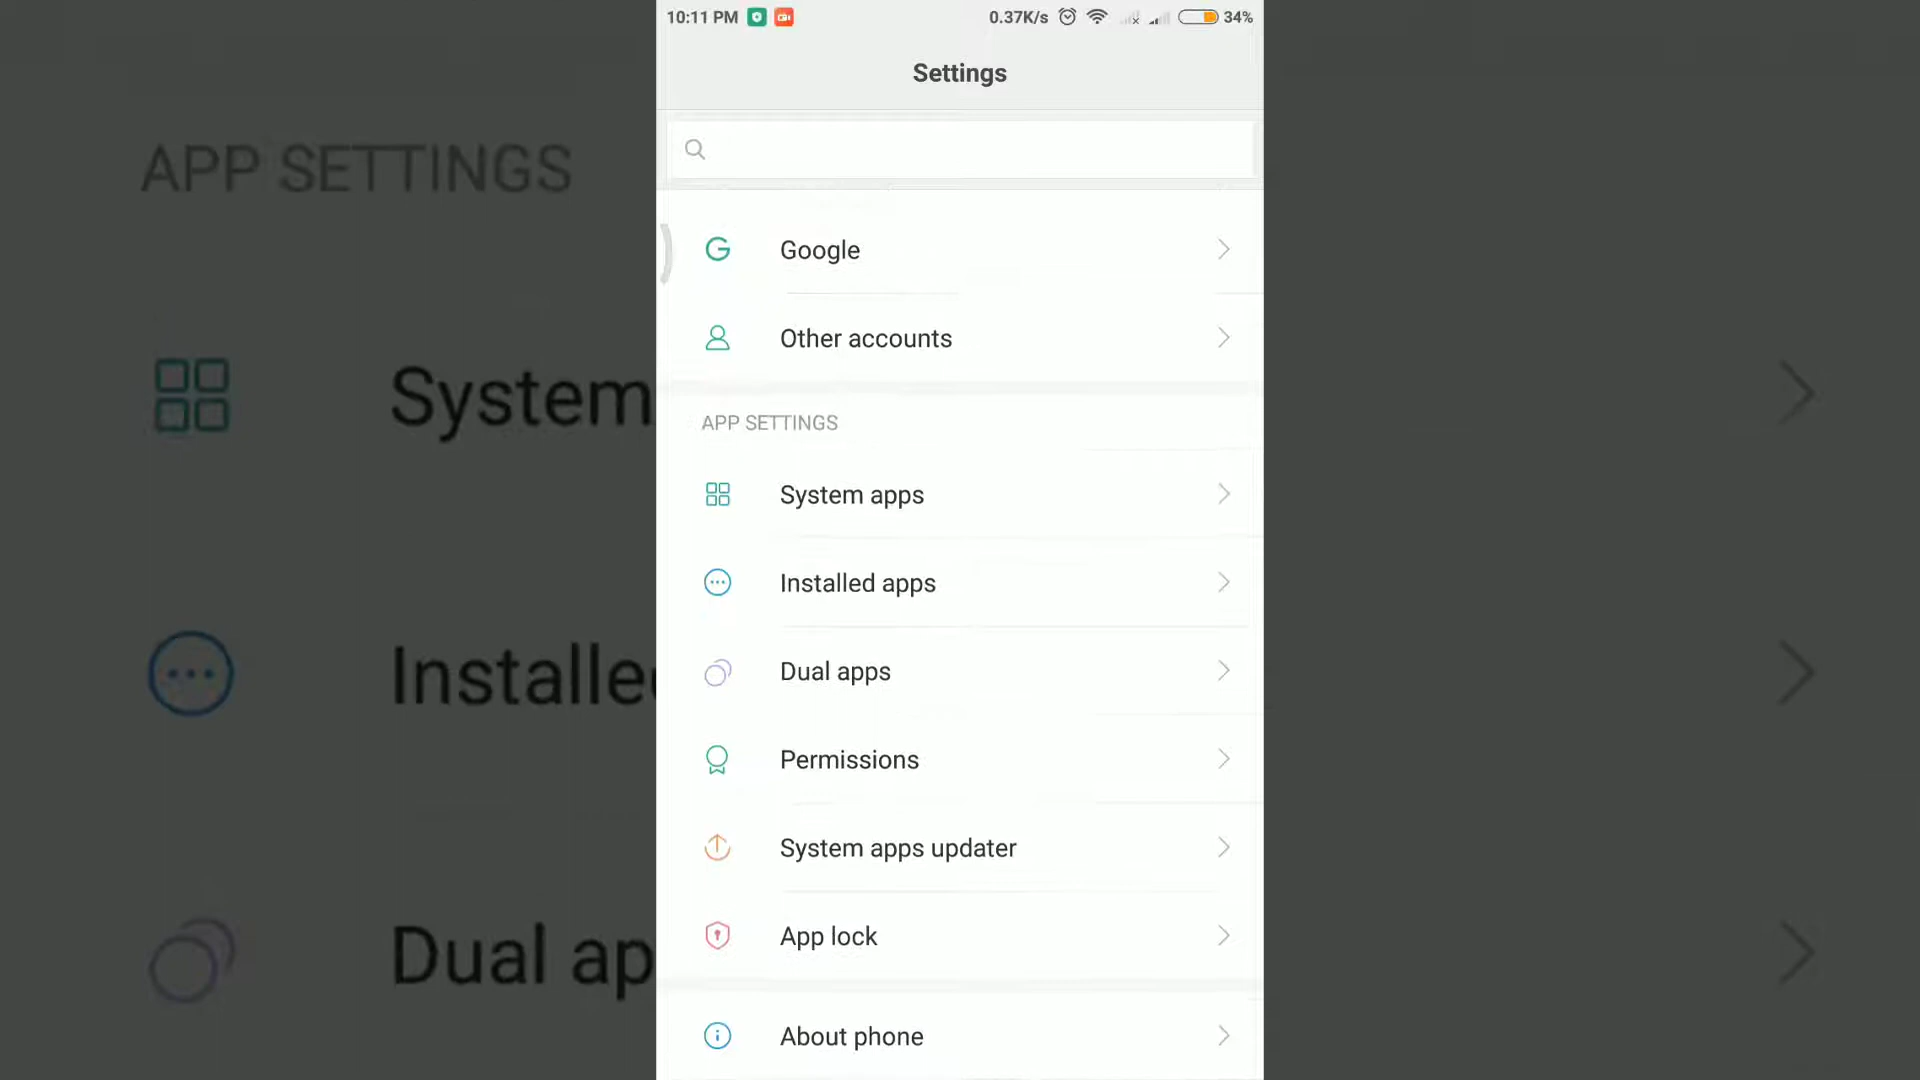 10:11 PM 0.37K/s 34%
Settings
Google
Other accounts
APP SETTINGS
System apps
Installed apps
Dual apps
Permissions
System apps updater
App lock
About phone
APP SETTINGS
System
Installe
Dual ap